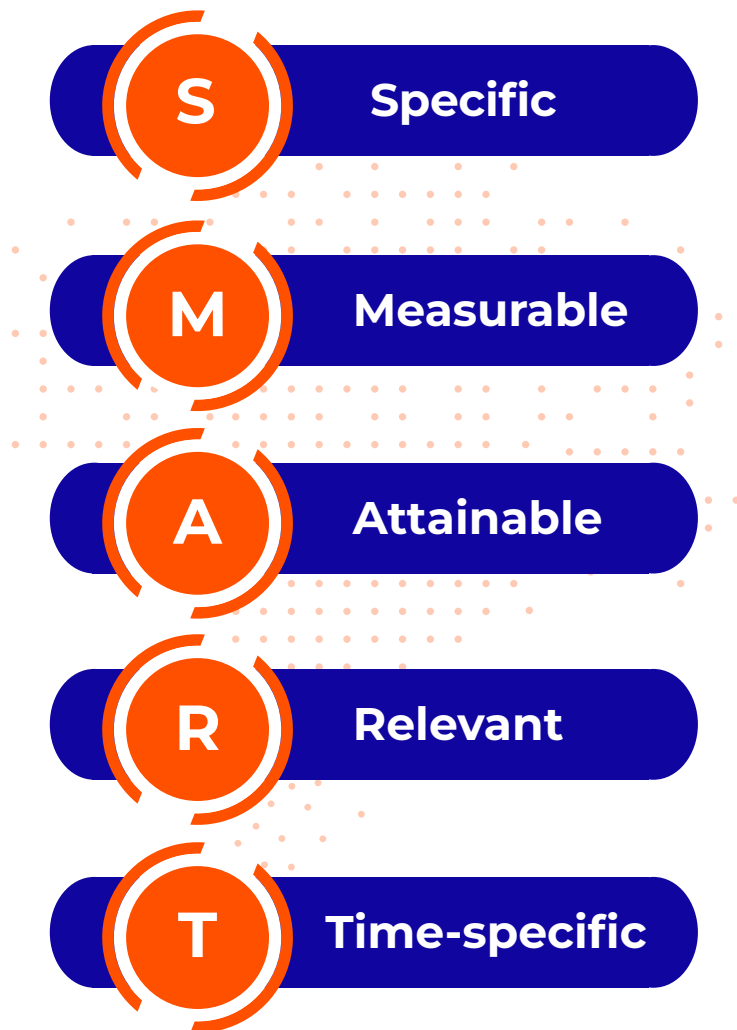 S Specific
M Measurable
A Attainable
R Relevant
T Time-specific